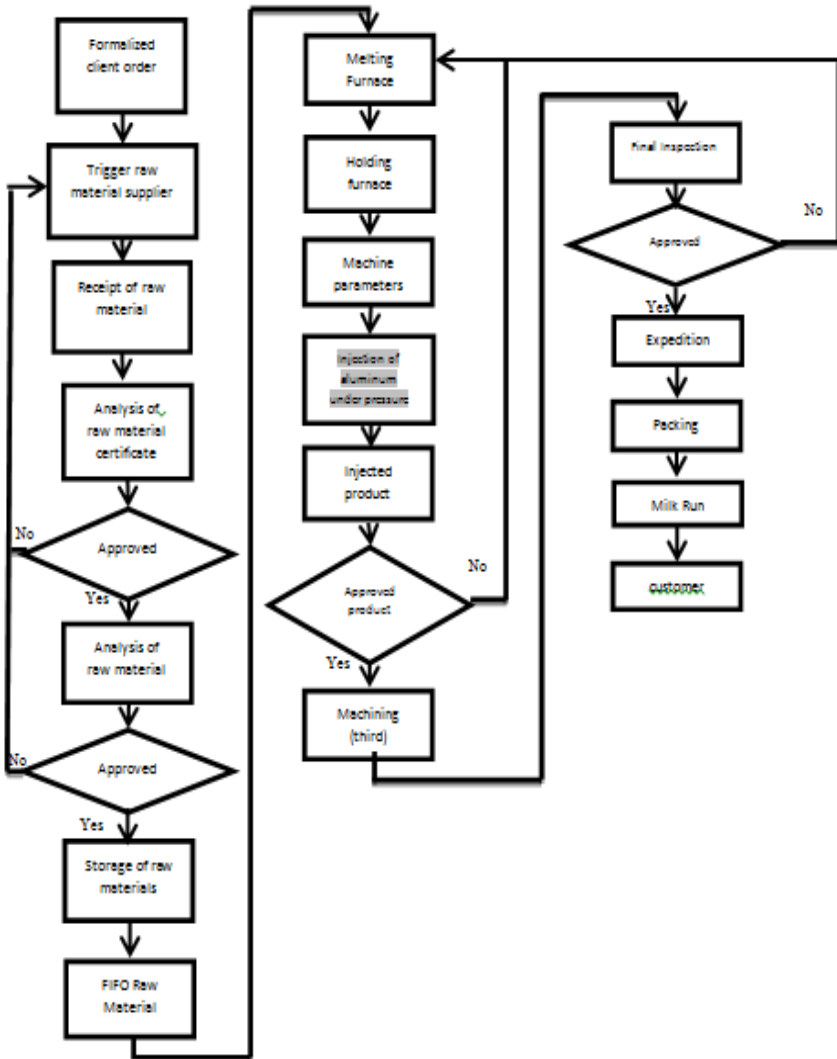 Formalized
client order
Trigger raw
material supplier
Receipt of raw
material
Analysis of
raw material
certificate
Approved
No
Yes
Analysis of
raw material
Approved
No
Yes
Storage of raw
materials
FIFO Raw
Material
Melting
Furnace
Holding
furnace
Machine
parameters
Injection of
aluminum
under pressure
Injected
product
Approved
product
No
Yes
Machining
(third)
Final Inspection
Approved
No
Yes
Expedition
Packing
Milk Run
customer